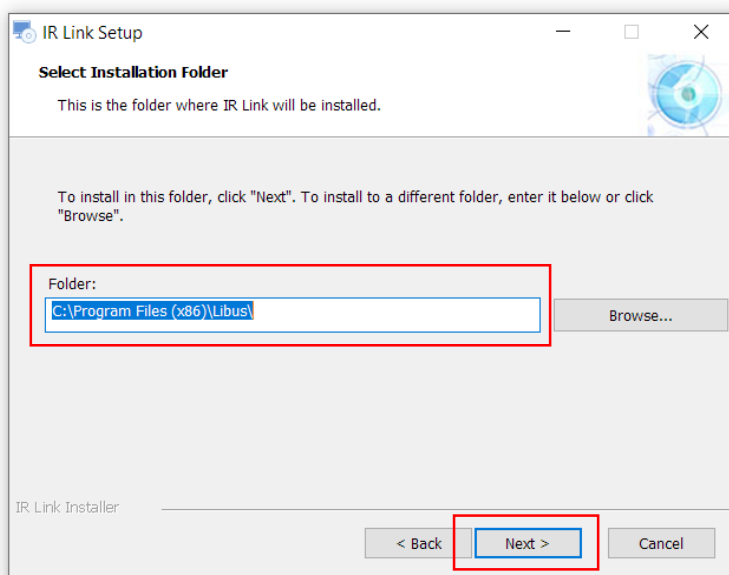 IR Link Setup
Select Installation Folder
This is the folder where IR Link will be installed.
To install in this folder, click "Next". To install to a different folder, enter it below or click
"Browse".
Folder:
C:\Program Files (x86)\Libus\
Browse...
IR Link Installer
< Back
Next >
Cancel